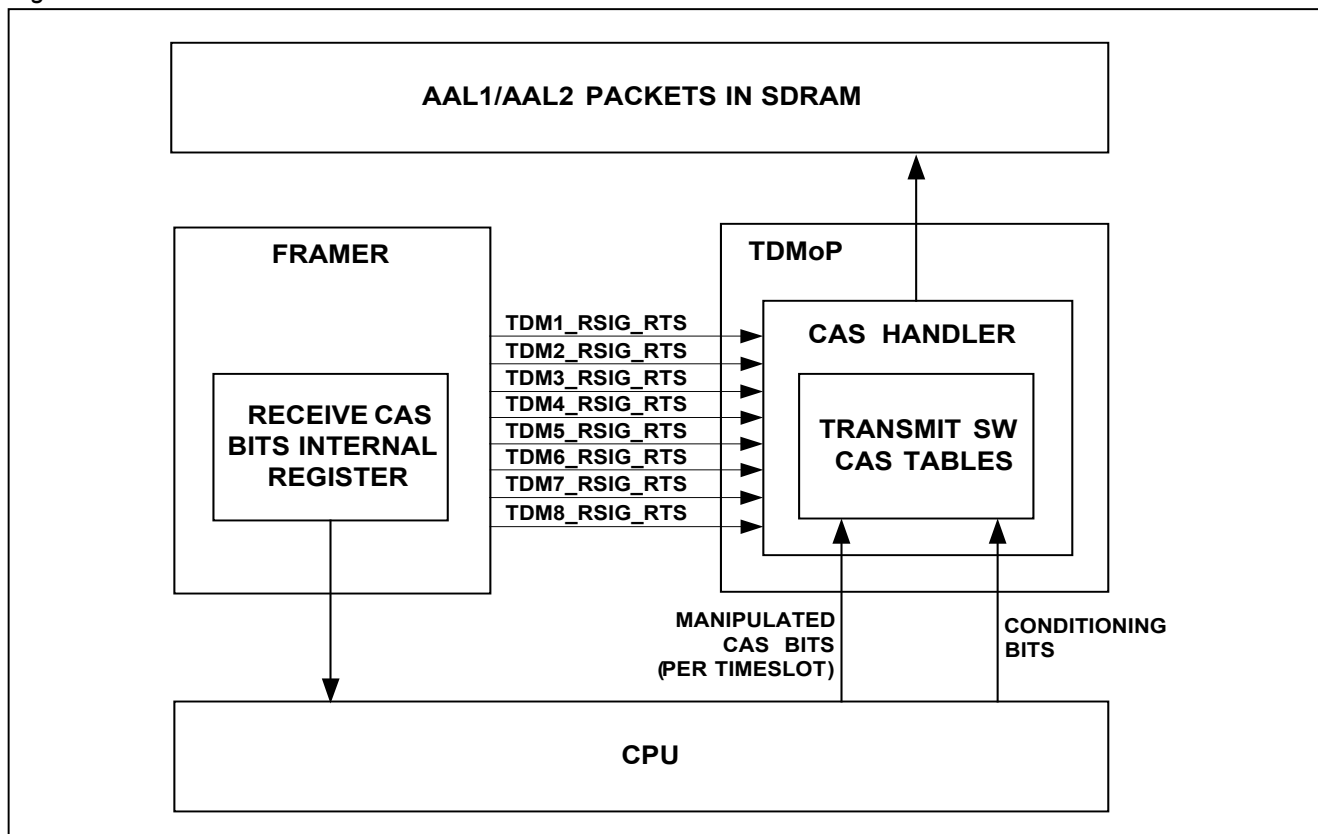 AAL1/AAL2 PACKETS IN SDRAM
FRAMER
TDMoP
TDM1_RSIG_RTS
TDM2_RSIG_RTS
TDM3_RSIG_RTS
TDM4_RSIG_RTS
TDM5_RSIG_RTS
TDM6_RSIG_RTS
TDM7_RSIG_RTS
TDM8_RSIG_RTS
CAS HANDLER
RECEIVE CAS
BITS INTERNAL
REGISTER
TRANSMIT SW
CAS TABLES
MANIPULATED
CAS BITS
(PER TIMESLOT)
CONDITIONING
BITS
CPU